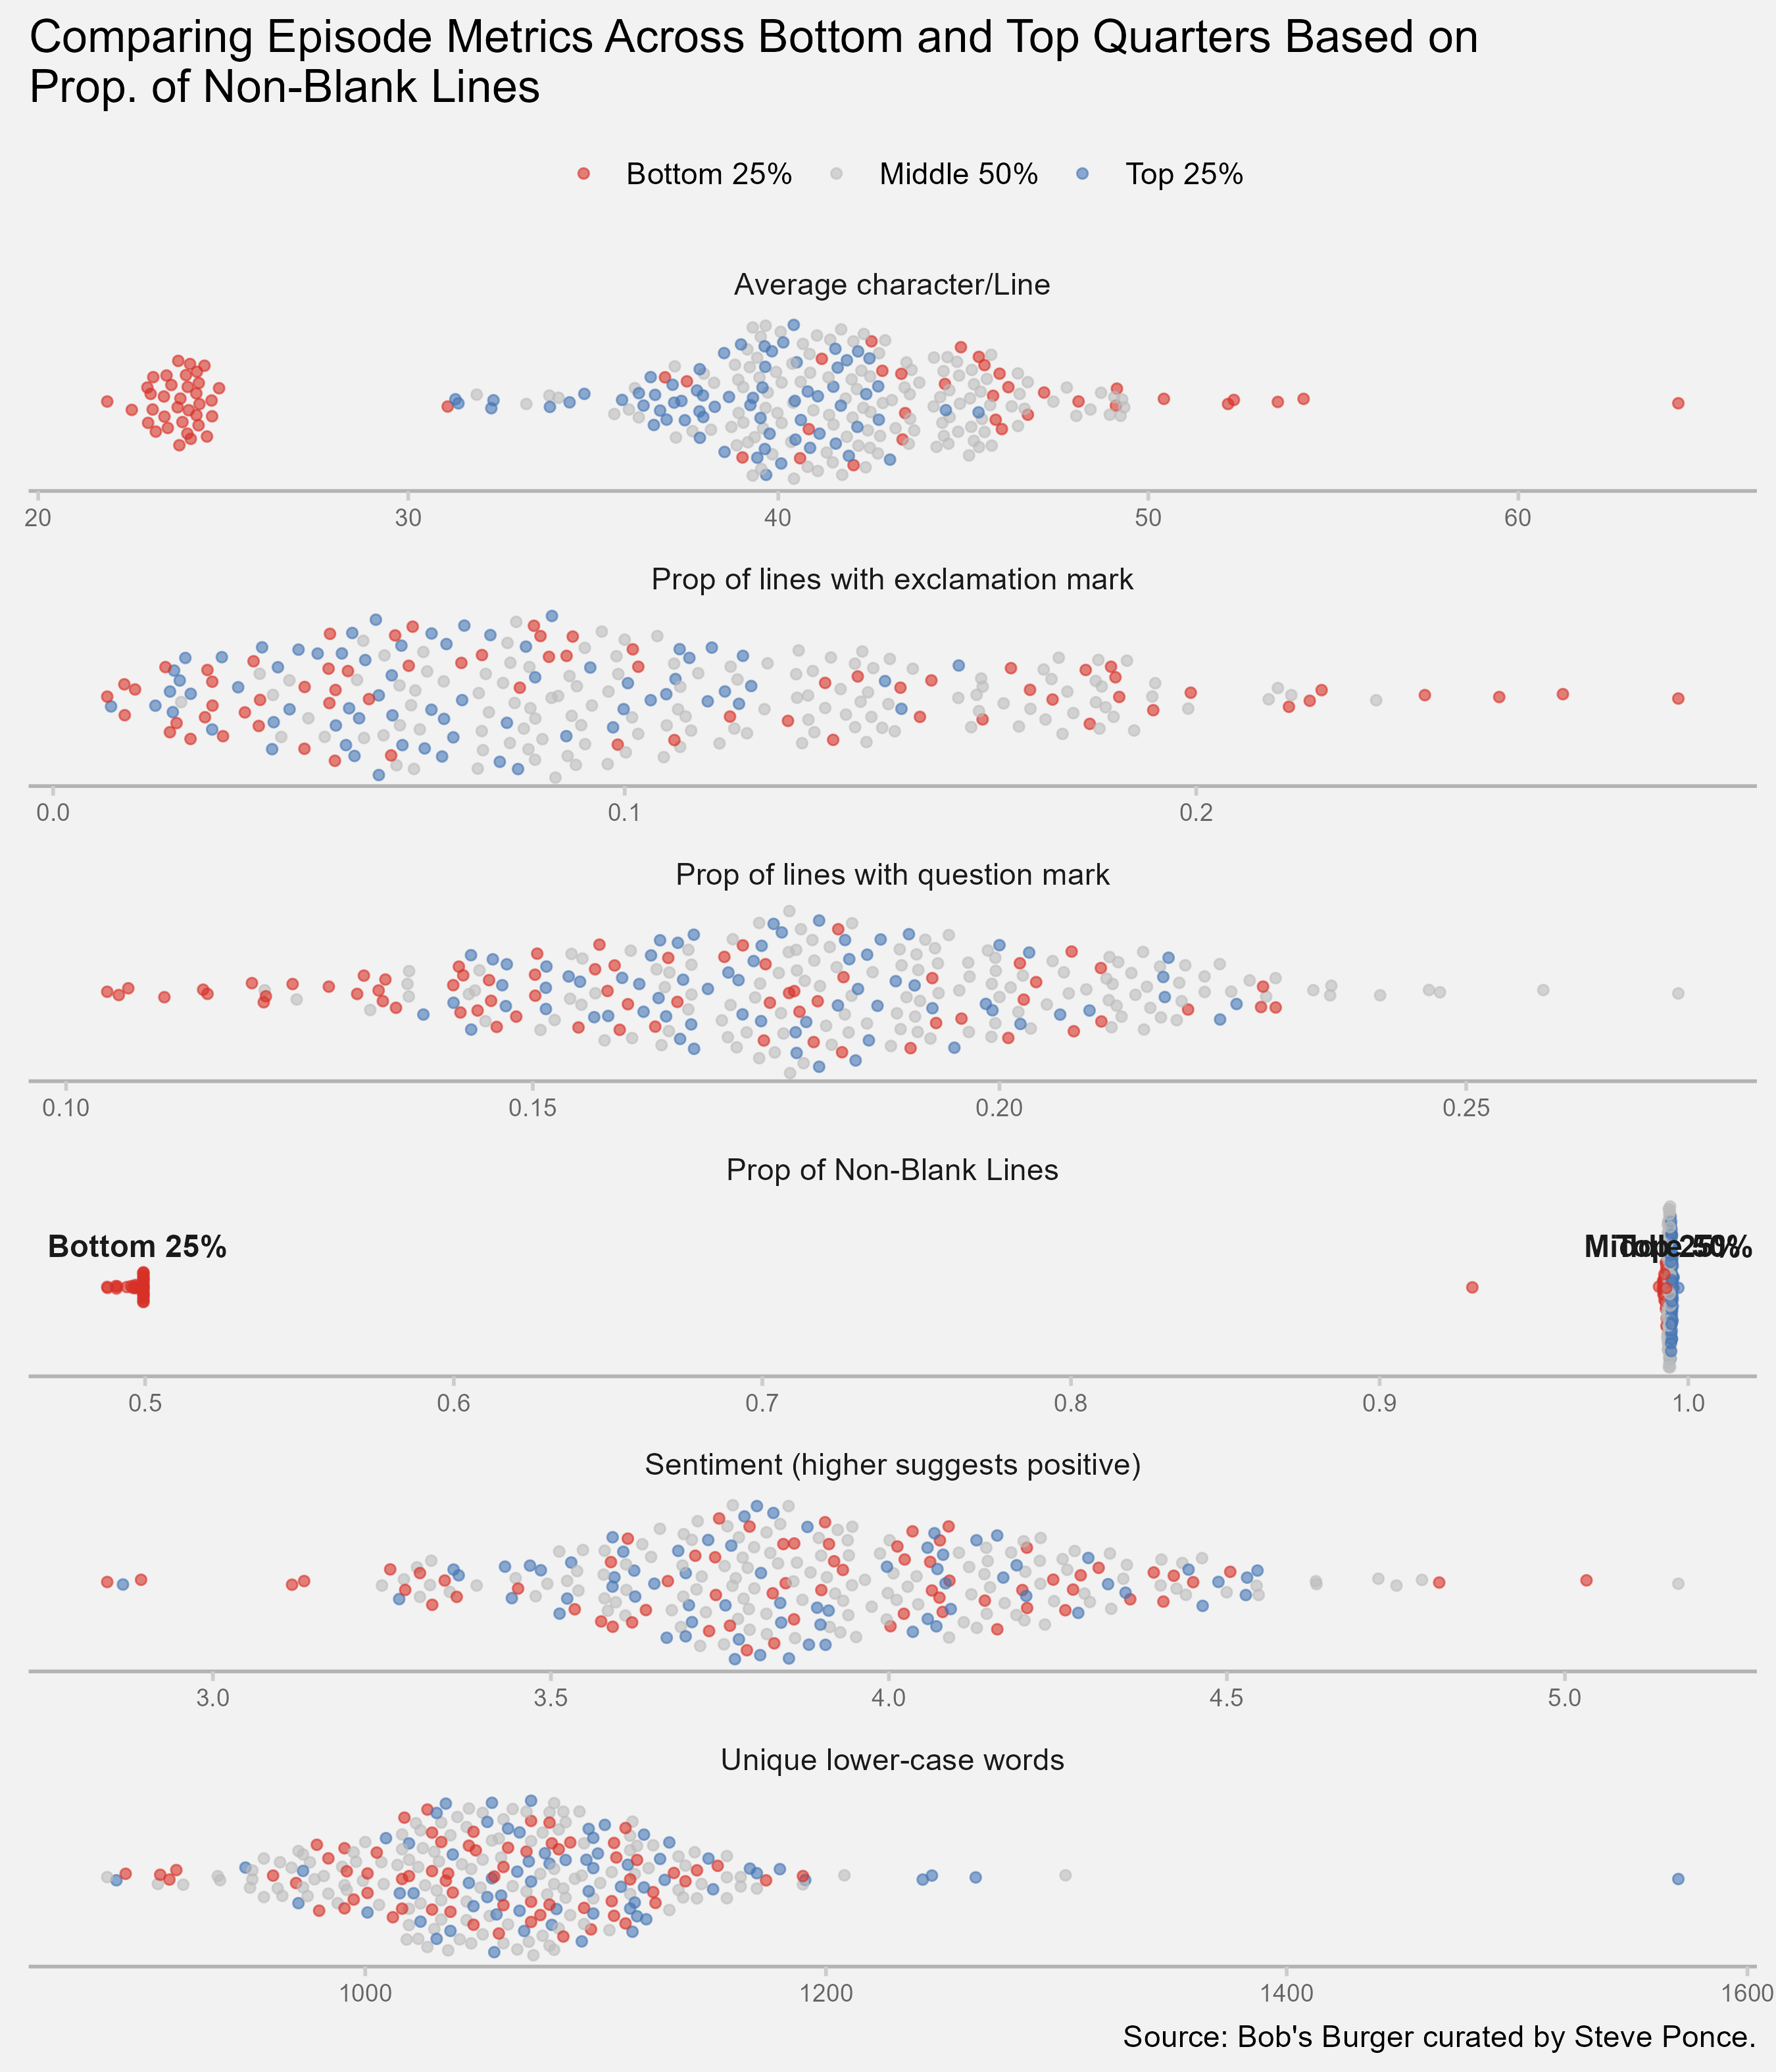 Comparing Episode Metrics Across Bottom and Top Quarters Based on
Prop. of Non-Blank Lines
Bottom 25% Middle 50% Top 25%
Average character/Line
20 30 40 50 60
Prop of lines with exclamation mark
0.0 0.1 0.2
Prop of lines with question mark
0.10 0.15 0.20 0.25
Prop of Non-Blank Lines
Bottom 25% Middle 50% Top 25%
0.5 0.6 0.7 0.8 0.9 1.0
Sentiment (higher suggests positive)
3.0 3.5 4.0 4.5 5.0
Unique lower-case words
1000 1200 1400 1600
Source: Bob's Burger curated by Steve Ponce.